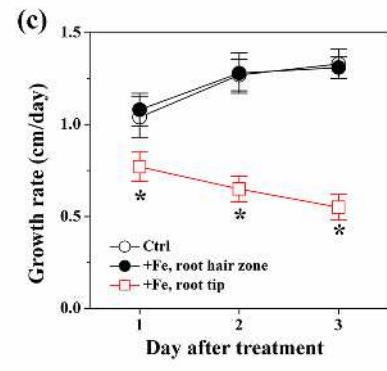 (c)
Growth rate (cm/day)
1.5
1.0
0.5
0.0
*
*
*
Ctrl
+Fe, root hair zone
+Fe, root tip
1 2 3
Day after treatment